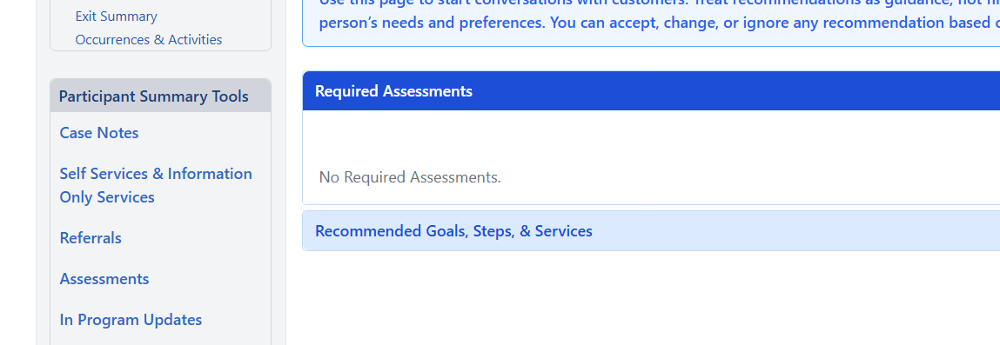 Exit Summary
Occurrences & Activities
Participant Summary Tools
Case Notes
Self Services & Information
Only Services
Referrals
Assessments
In Program Updates
Use this page to start conversations with customers. Treat recommendations as guidance, not
person’s needs and preferences. You can accept, change, or ignore any recommendation based
Required Assessments
No Required Assessments.
Recommended Goals, Steps, & Services